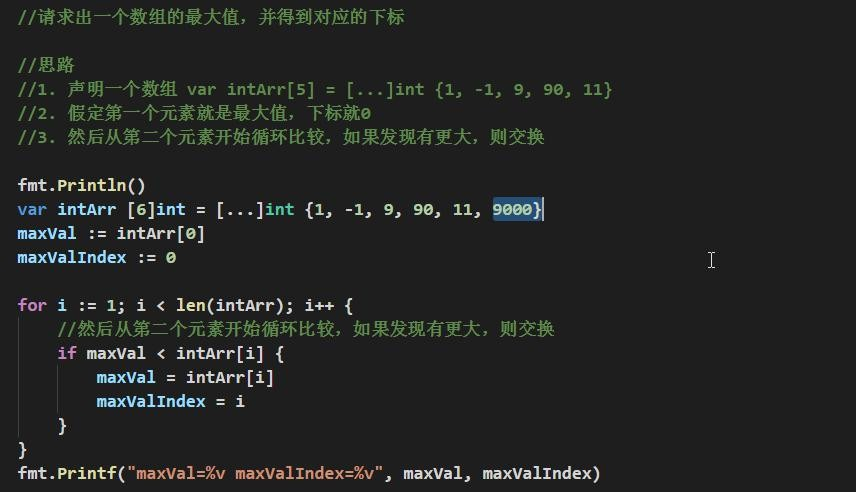 //请求出一个数组的最大值，并得到对应的下标
//思路
//1. 声明一个数组 var intArr[5] = [...]int {1, -1, 9, 90, 11}
//2. 假定第一个元素就是最大值，下标就0
//3. 然后从第二个元素开始循环比较，如果发现有更大，则交换
fmt.Println()
var intArr [6]int = [...]int {1, -1, 9, 90, 11, 9000}
maxVal := intArr[0]
maxValIndex := 0
for i := 1; i < len(intArr); i++ {
    //然后从第二个元素开始循环比较，如果发现有更大，则交换
    if maxVal < intArr[i] {
        maxVal = intArr[i]
        maxValIndex = i
    }
}
fmt.Printf("maxVal=%v maxValIndex=%v", maxVal, maxValIndex)